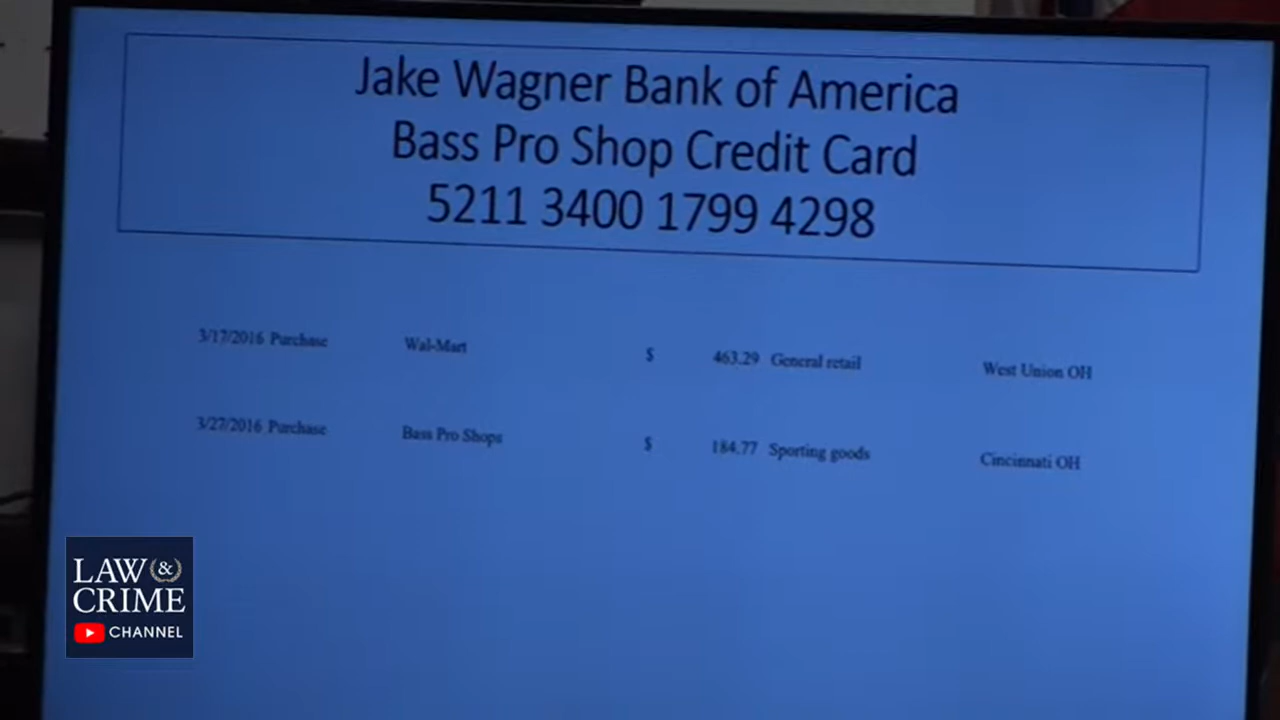 Jake Wagner Bank of America
Bass Pro Shop Credit Card
5211 3400 1799 4298
3/17/2016 Purchase Wal-Mart $ 463.29 General retail West Union OH
3/27/2016 Purchase Bass Pro Shops $ 184.77 Sporting goods Cincinnati OH
LAW &
CRIME
CHANNEL